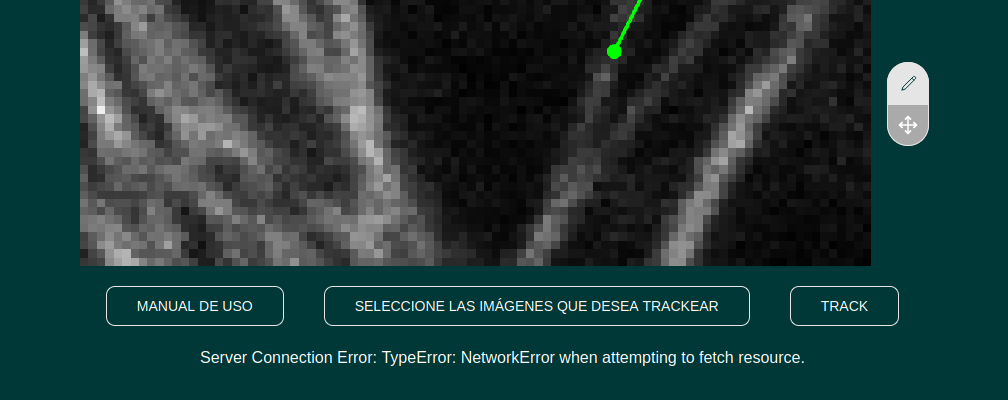 MANUAL DE USO
SELECCIONE LAS IMÁGENES QUE DESEA TRACKEAR
TRACK
Server Connection Error: TypeError: NetworkError when attempting to fetch resource.